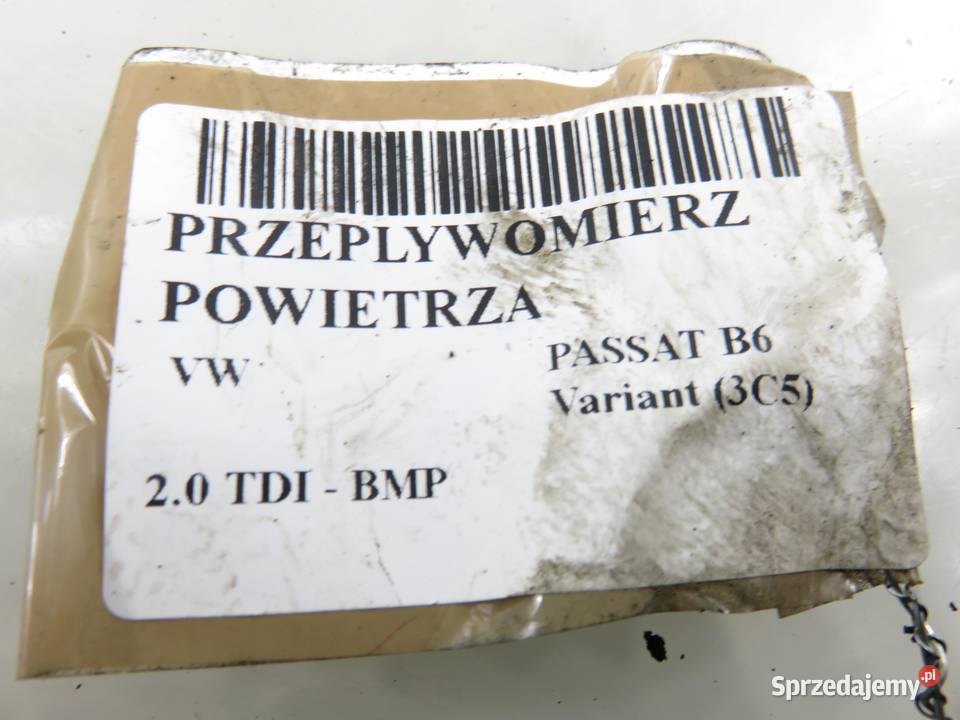 PRZEPLYWOMIERZ
POWIETRZA
VW
PASSAT B6
Variant (3C5)
2.0 TDI - BMP
Sprzedajemy.pl